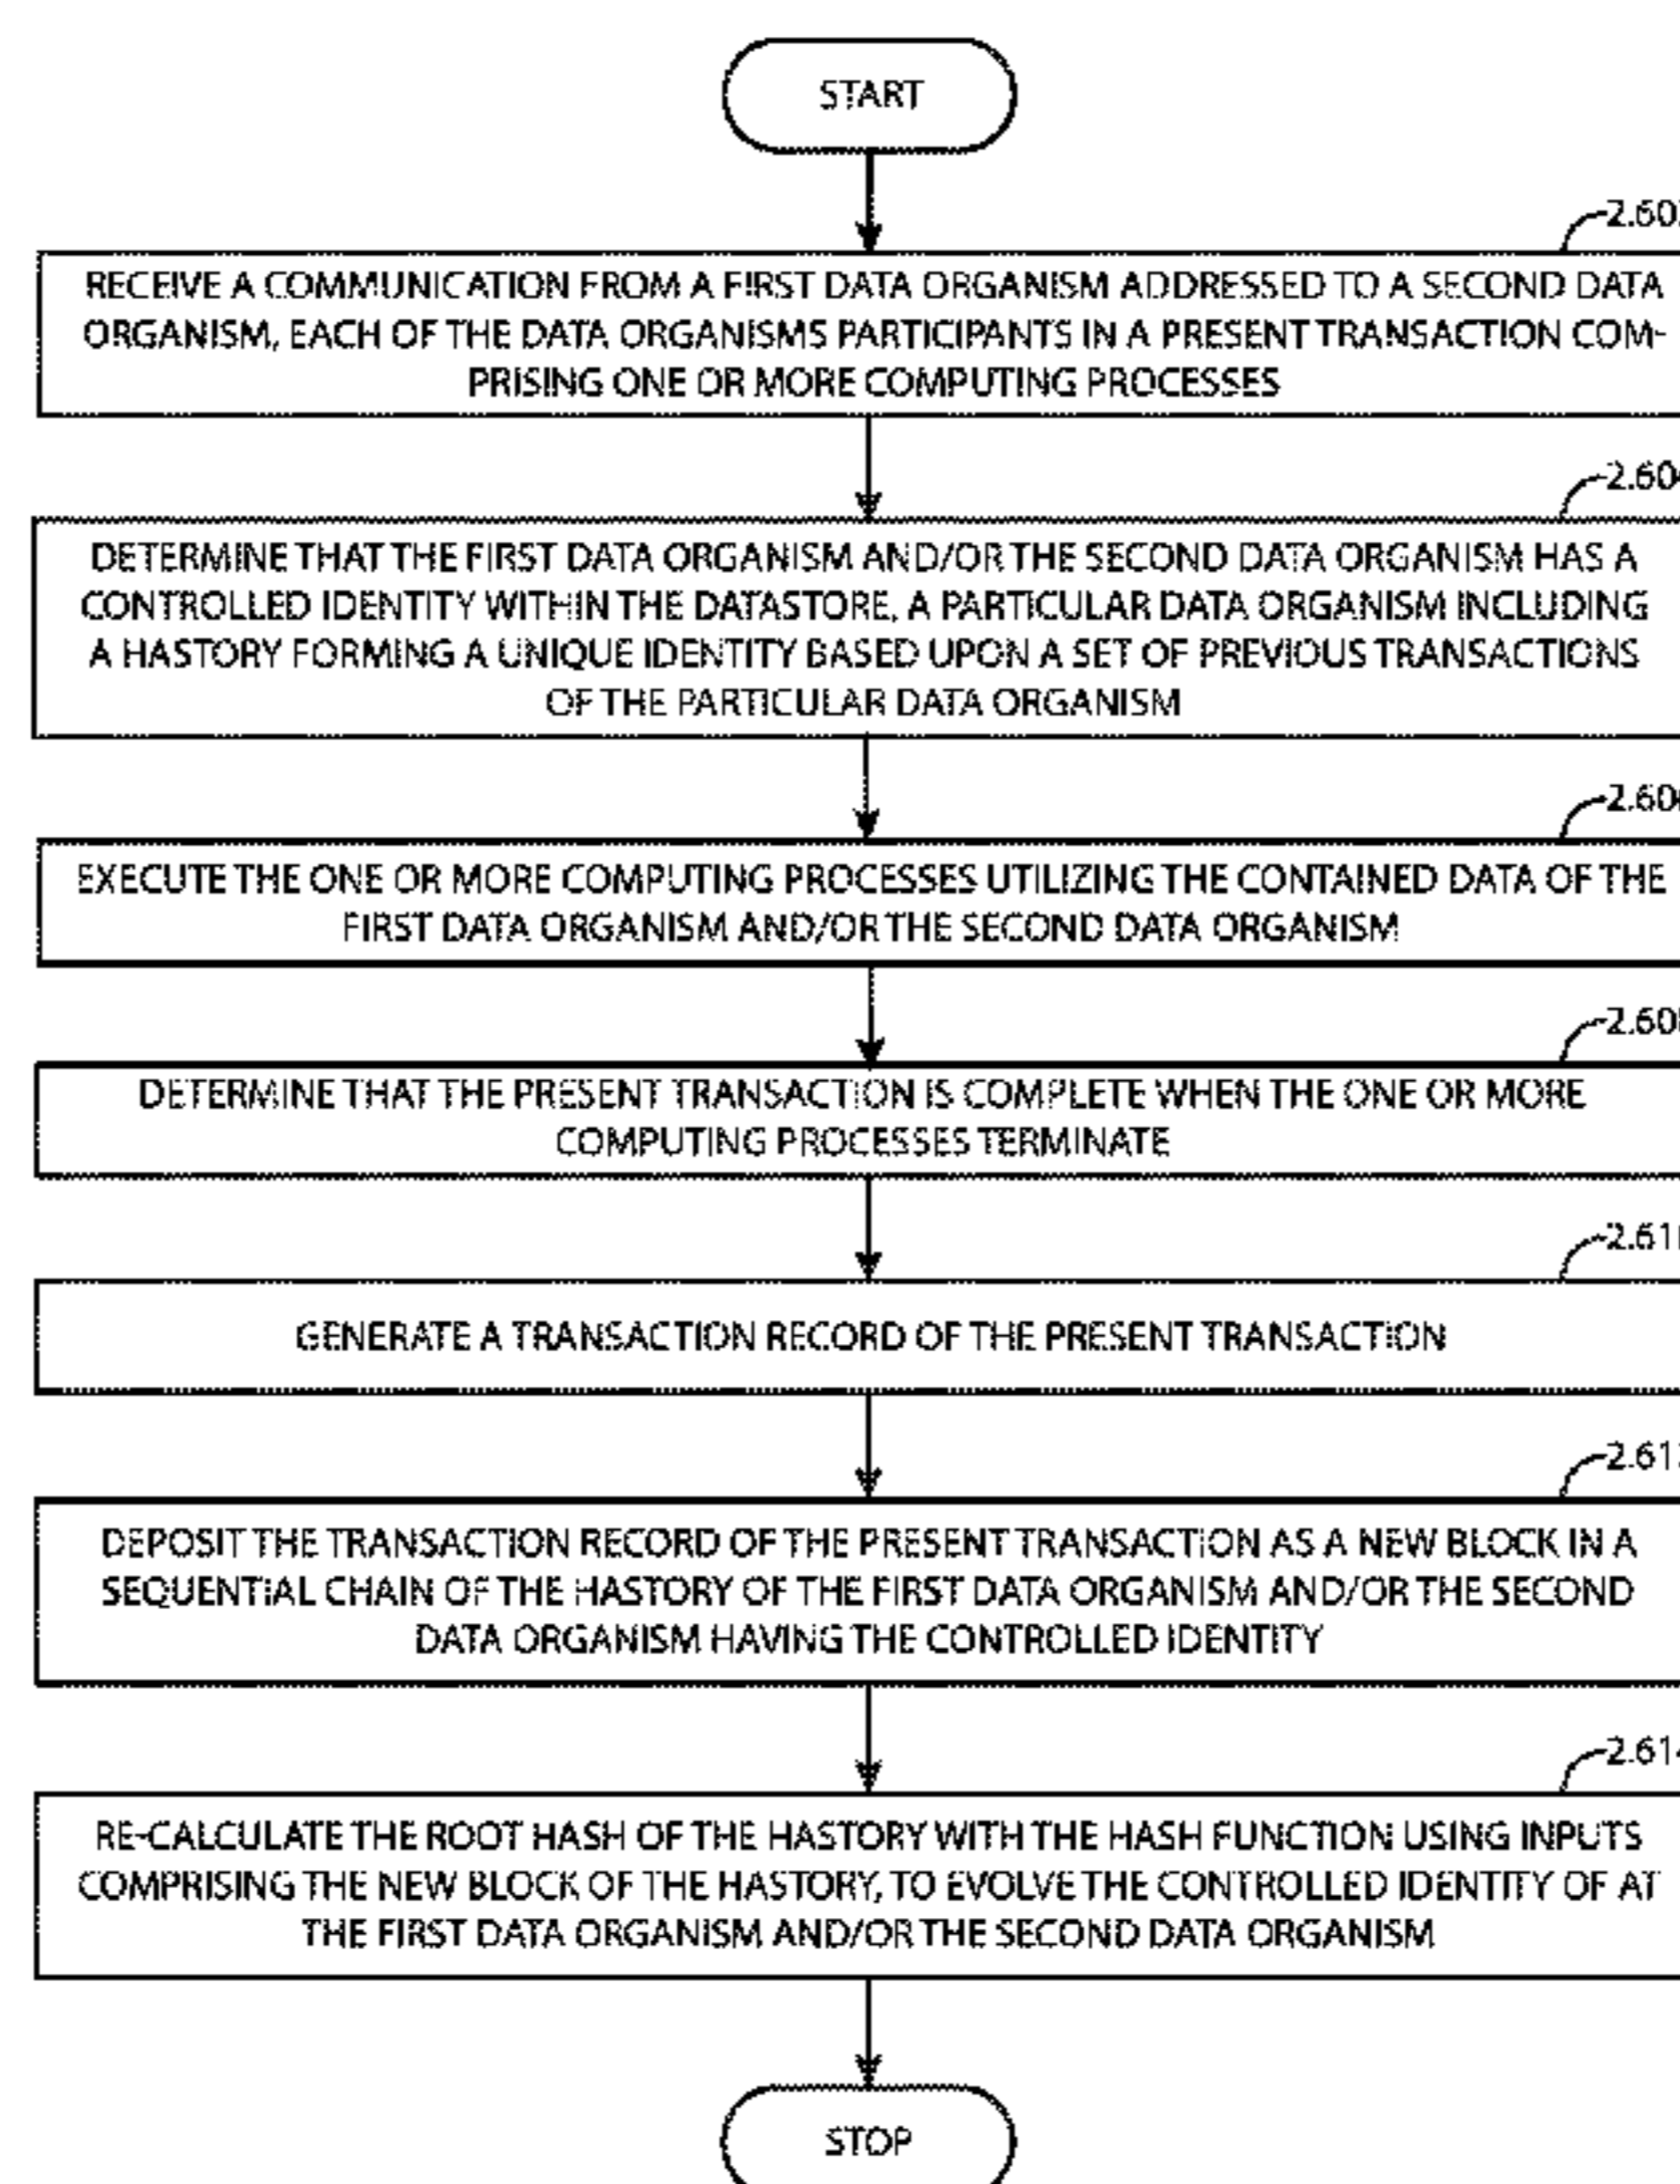 START
2.602
RECEIVE A COMMUNICATION FROM A FIRST DATA ORGANISM ADDRESSED TO A SECOND DATA
ORGANISM, EACH OF THE DATA ORGANISMS PARTICIPANTS IN A PRESENT TRANSACTION COM-
PRISING ONE OR MORE COMPUTING PROCESSES
2.604
DETERMINE THAT THE FIRST DATA ORGANISM AND/OR THE SECOND DATA ORGANISM HAS A
CONTROLLED IDENTITY WITHIN THE DATASTORE, A PARTICULAR DATA ORGANISM INCLUDING
A HASTORY FORMING A UNIQUE IDENTITY BASED UPON A SET OF PREVIOUS TRANSACTIONS
OF THE PARTICULAR DATA ORGANISM
2.606
EXECUTE THE ONE OR MORE COMPUTING PROCESSES UTILIZING THE CONTAINED DATA OF THE
FIRST DATA ORGANISM AND/OR THE SECOND DATA ORGANISM
2.608
DETERMINE THAT THE PRESENT TRANSACTION IS COMPLETE WHEN THE ONE OR MORE
COMPUTING PROCESSES TERMINATE
2.610
GENERATE A TRANSACTION RECORD OF THE PRESENT TRANSACTION
2.612
DEPOSIT THE TRANSACTION RECORD OF THE PRESENT TRANSACTION AS A NEW BLOCK IN A
SEQUENTIAL CHAIN OF THE HASTORY OF THE FIRST DATA ORGANISM AND/OR THE SECOND
DATA ORGANISM HAVING THE CONTROLLED IDENTITY
2.614
RE-CALCULATE THE ROOT HASH OF THE HASTORY WITH THE HASH FUNCTION USING INPUTS
COMPRISING THE NEW BLOCK OF THE HASTORY, TO EVOLVE THE CONTROLLED IDENTITY OF AT
THE FIRST DATA ORGANISM AND/OR THE SECOND DATA ORGANISM
STOP